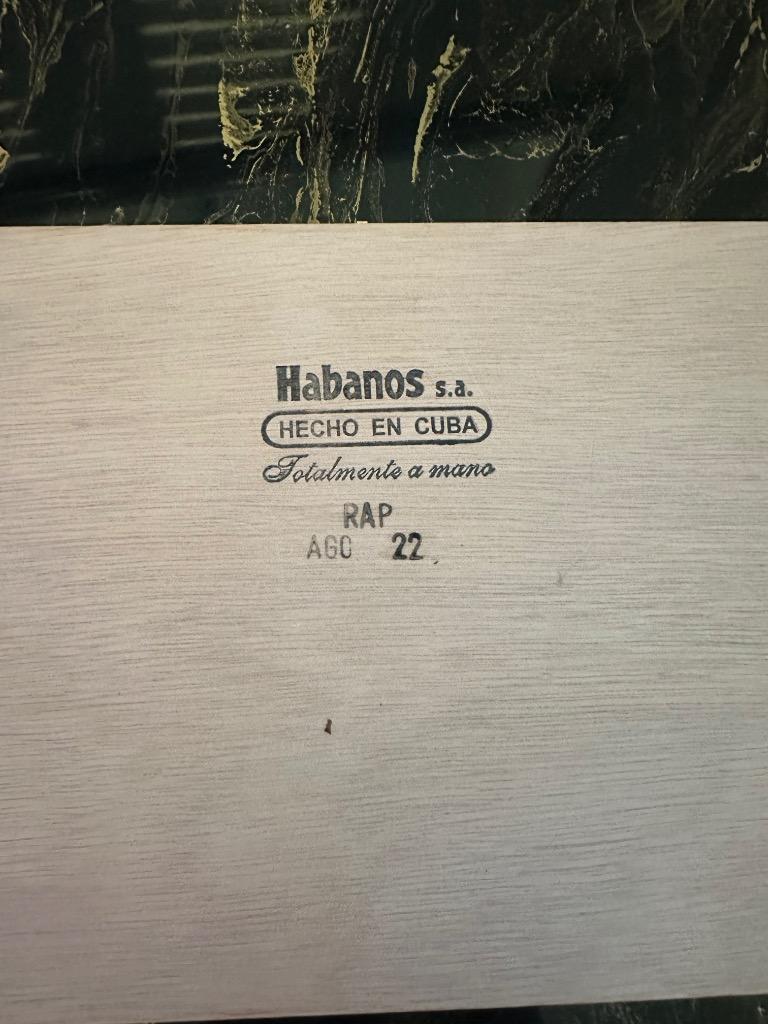 Habanos s.a.
HECHO EN CUBA
Totalmente a mano
RAP
AGO 22